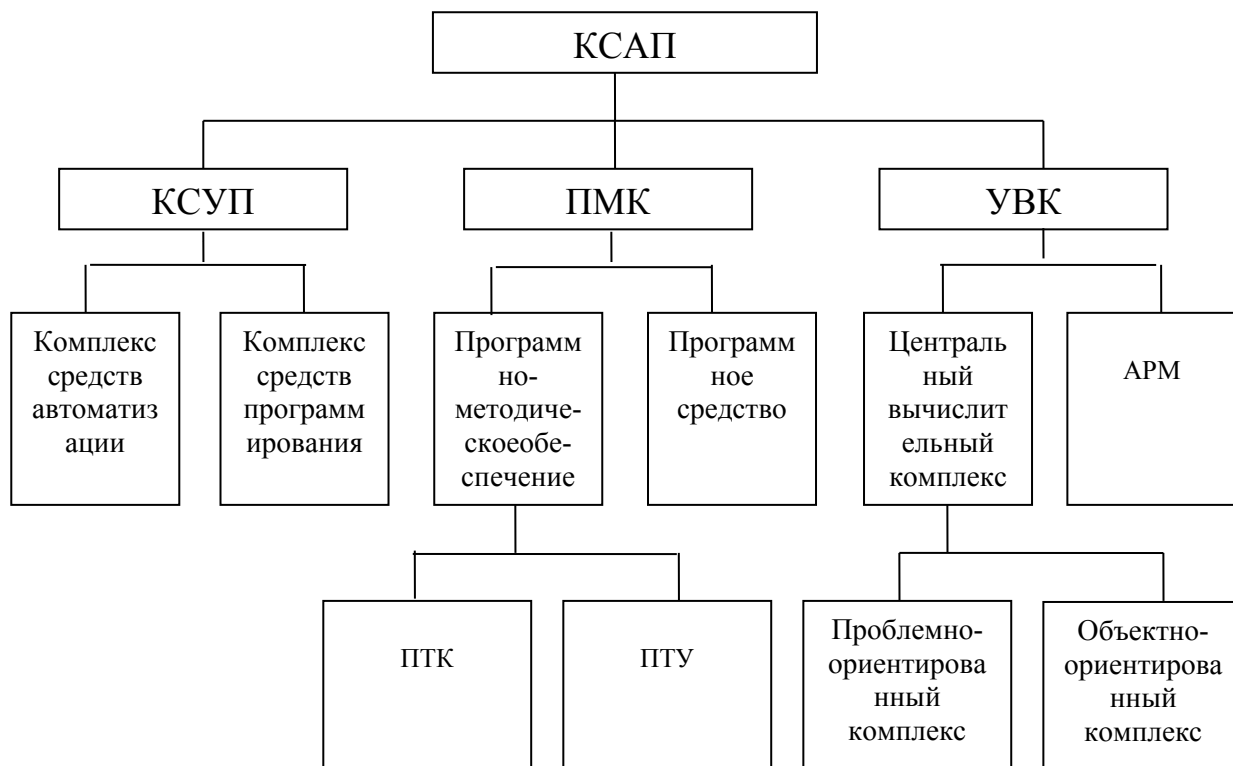 КСАП
КСУП
ПМК
УВК
Комплекс
средств
автоматиз
ации
Комплекс
средств
программ
ирования
Программ
но-
методиче-
скоеобе-
спечение
Программ
ное
средство
Централь
ный
вычислит
ельный
комплекс
АРМ
ПТК
ПТУ
Проблемно-
ориентирова
нный
комплекс
Объектно-
ориентирова
нный
комплекс